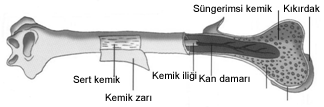 Süngerimsi kemik
Kıkırdak
Sert kemik
Kemik iliği
Kan damarı
Kemik zarı